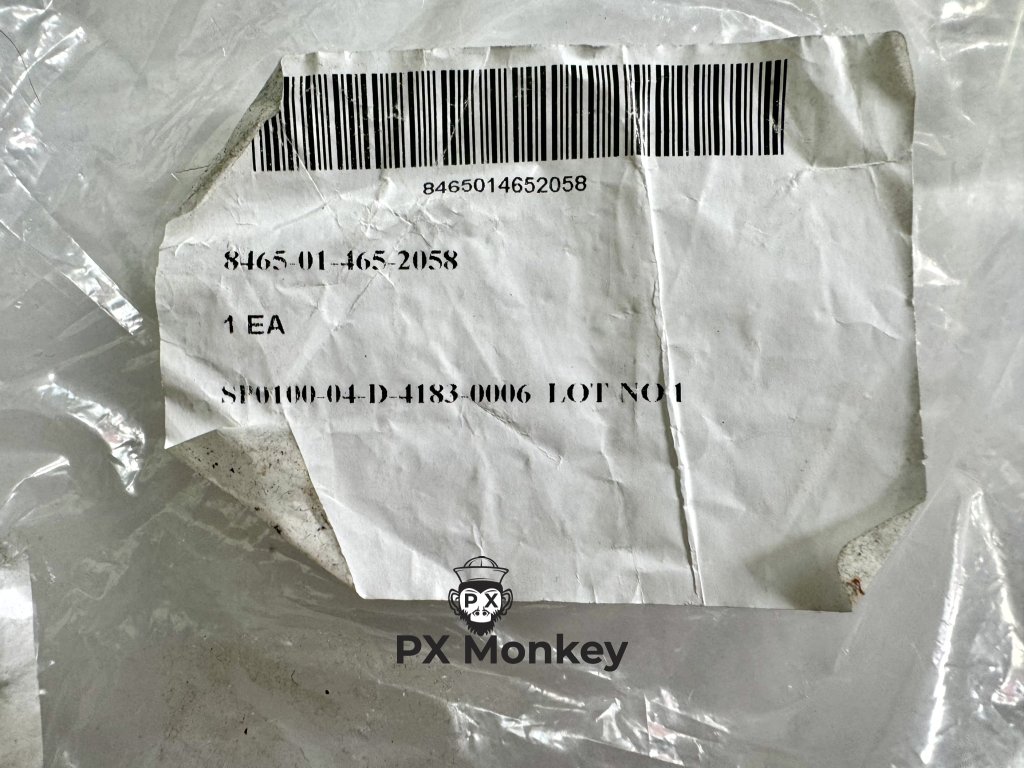 8465014652058
8465-01-465-2058
1 EA
SP0100-04-D-4183-0006 LOT NO 1
PX
PX Monkey